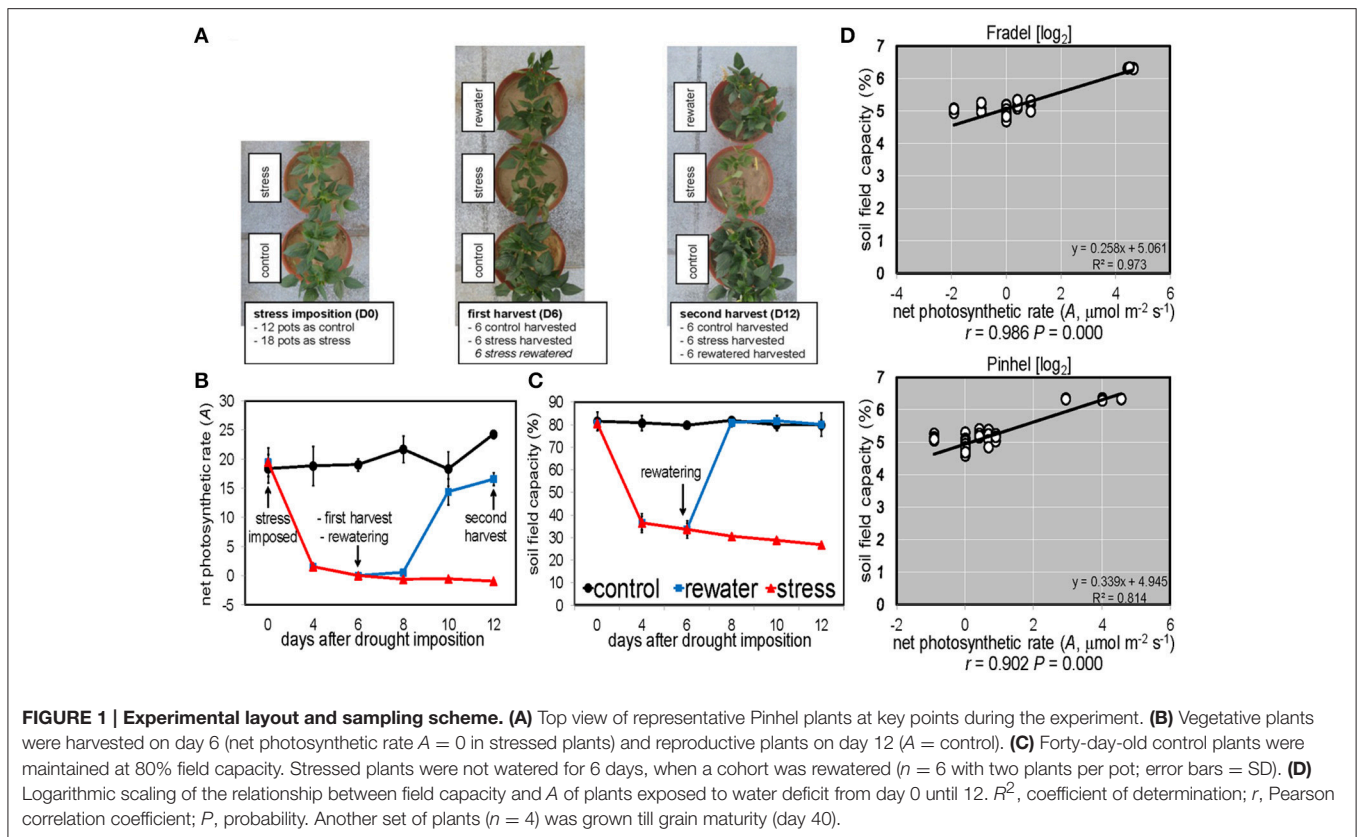 A
rewater
stress
control
stress
control
rewater
stress
control
stress imposition (D0)
- 12 pots as control
- 18 pots as stress
first harvest (D6)
- 6 control harvested
- 6 stress harvested
6 stress rewatered
second harvest (D12)
- 6 control harvested
- 6 stress harvested
- 6 rewatered harvested
B
net photosynthetic rate (A)
30
25
20
15
10
5
0
-5
stress
imposed
- first harvest
- rewatering
second
harvest
0 4 6 8 10 12
days after drought imposition
C
soil field capacity (%)
90
80
70
60
50
40
30
20
10
0
rewatering
control rewater stress
0 4 6 8 10 12
days after drought imposition
D
Fradel [log₂]
soil field capacity (%)
7
6
5
4
3
2
1
0
y = 0.258x + 5.061
R² = 0.973
-4 -2 0 2 4 6
net photosynthetic rate (A, μmol m⁻² s⁻¹)
r = 0.986 P = 0.000
Pinhel [log₂]
soil field capacity (%)
7
6
5
4
3
2
1
0
y = 0.339x + 4.945
R² = 0.814
-2 0 2 4 6
net photosynthetic rate (A, μmol m⁻² s⁻¹)
r = 0.902 P = 0.000
FIGURE 1 | Experimental layout and sampling scheme. (A) Top view of representative Pinhel plants at key points during the experiment. (B) Vegetative plants
were harvested on day 6 (net photosynthetic rate A = 0 in stressed plants) and reproductive plants on day 12 (A = control). (C) Forty-day-old control plants were
maintained at 80% field capacity. Stressed plants were not watered for 6 days, when a cohort was rewatered (n = 6 with two plants per pot; error bars = SD). (D)
Logarithmic scaling of the relationship between field capacity and A of plants exposed to water deficit from day 0 until 12. R², coefficient of determination; r, Pearson
correlation coefficient; P, probability. Another set of plants (n = 4) was grown till grain maturity (day 40).